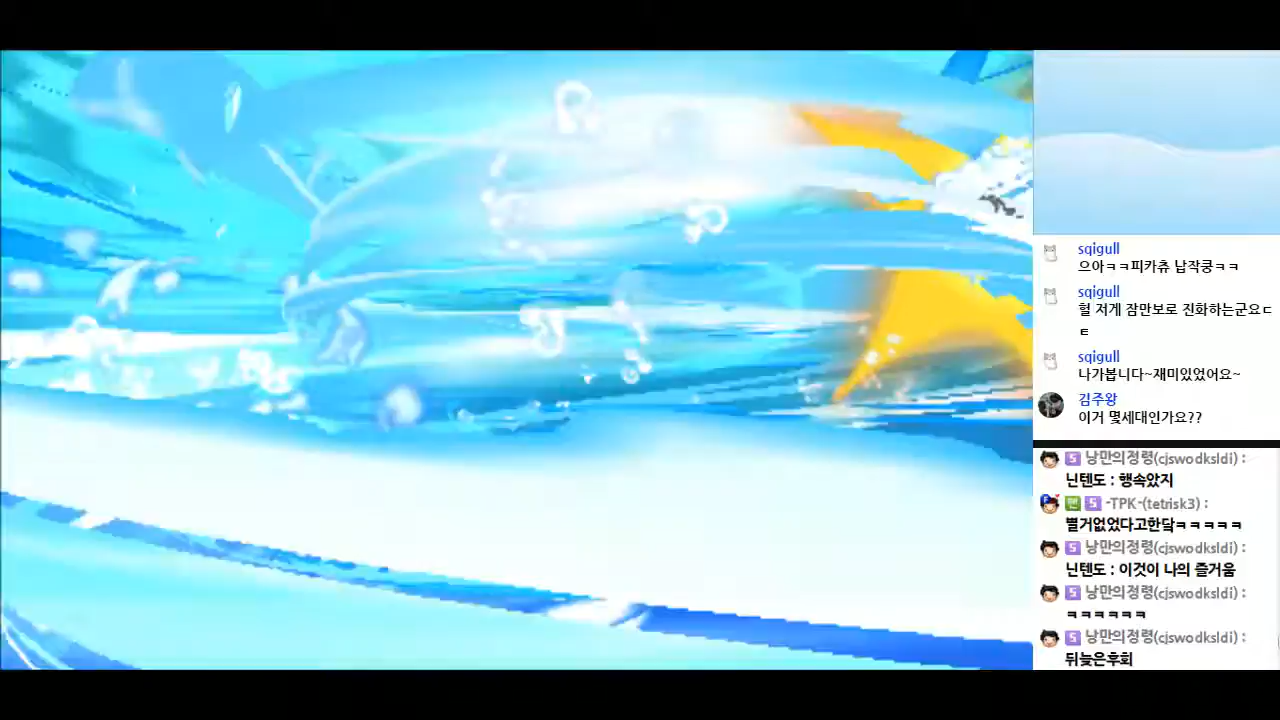 sqigull
으아ㅋㅋ피카츄 납작쿵ㅋㅋ
sqigull
헐 저게 잠만보로 진화하는군요ㄷ
ㅌ
sqigull
나가봅니다~재미있었어요~
김주왕
이거 몇세대인가요??
S 낭만의정령(cjswodksldi) :
닌텐도 : 행속았지
팬 S -TPK-(tetrisk3) :
별거없었다고한닼ㅋㅋㅋㅋㅋ
S 낭만의정령(cjswodksldi) :
닌텐도 : 이것이 나의 즐거움
S 낭만의정령(cjswodksldi) :
ㅋㅋㅋㅋㅋㅋ
S 낭만의정령(cjswodksldi) :
뒤늦은후회